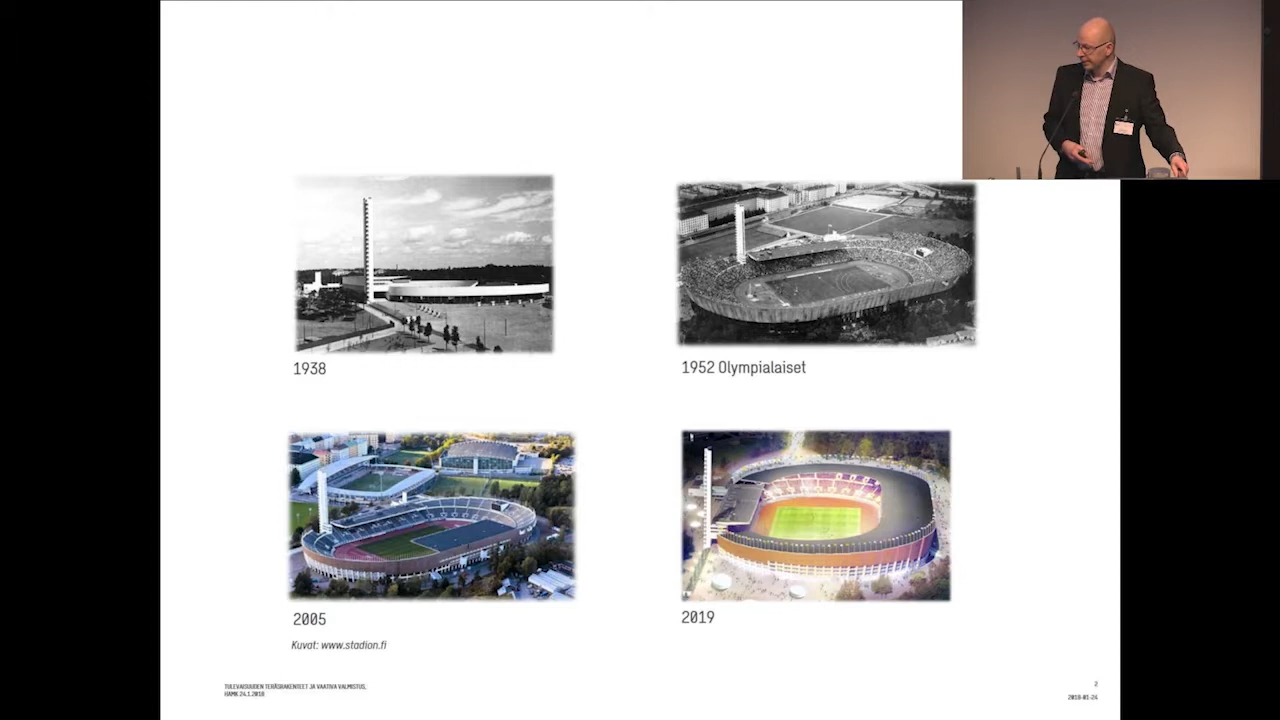 1938
1952 Olympialaiset
2005
2019
Kuvat: www.stadion.fi
TULEVAISUUDEN TERÄSRAKENTEET JA VAATIVA VALMISTUS,
HAMK 24.1.2018
2
2018-01-24